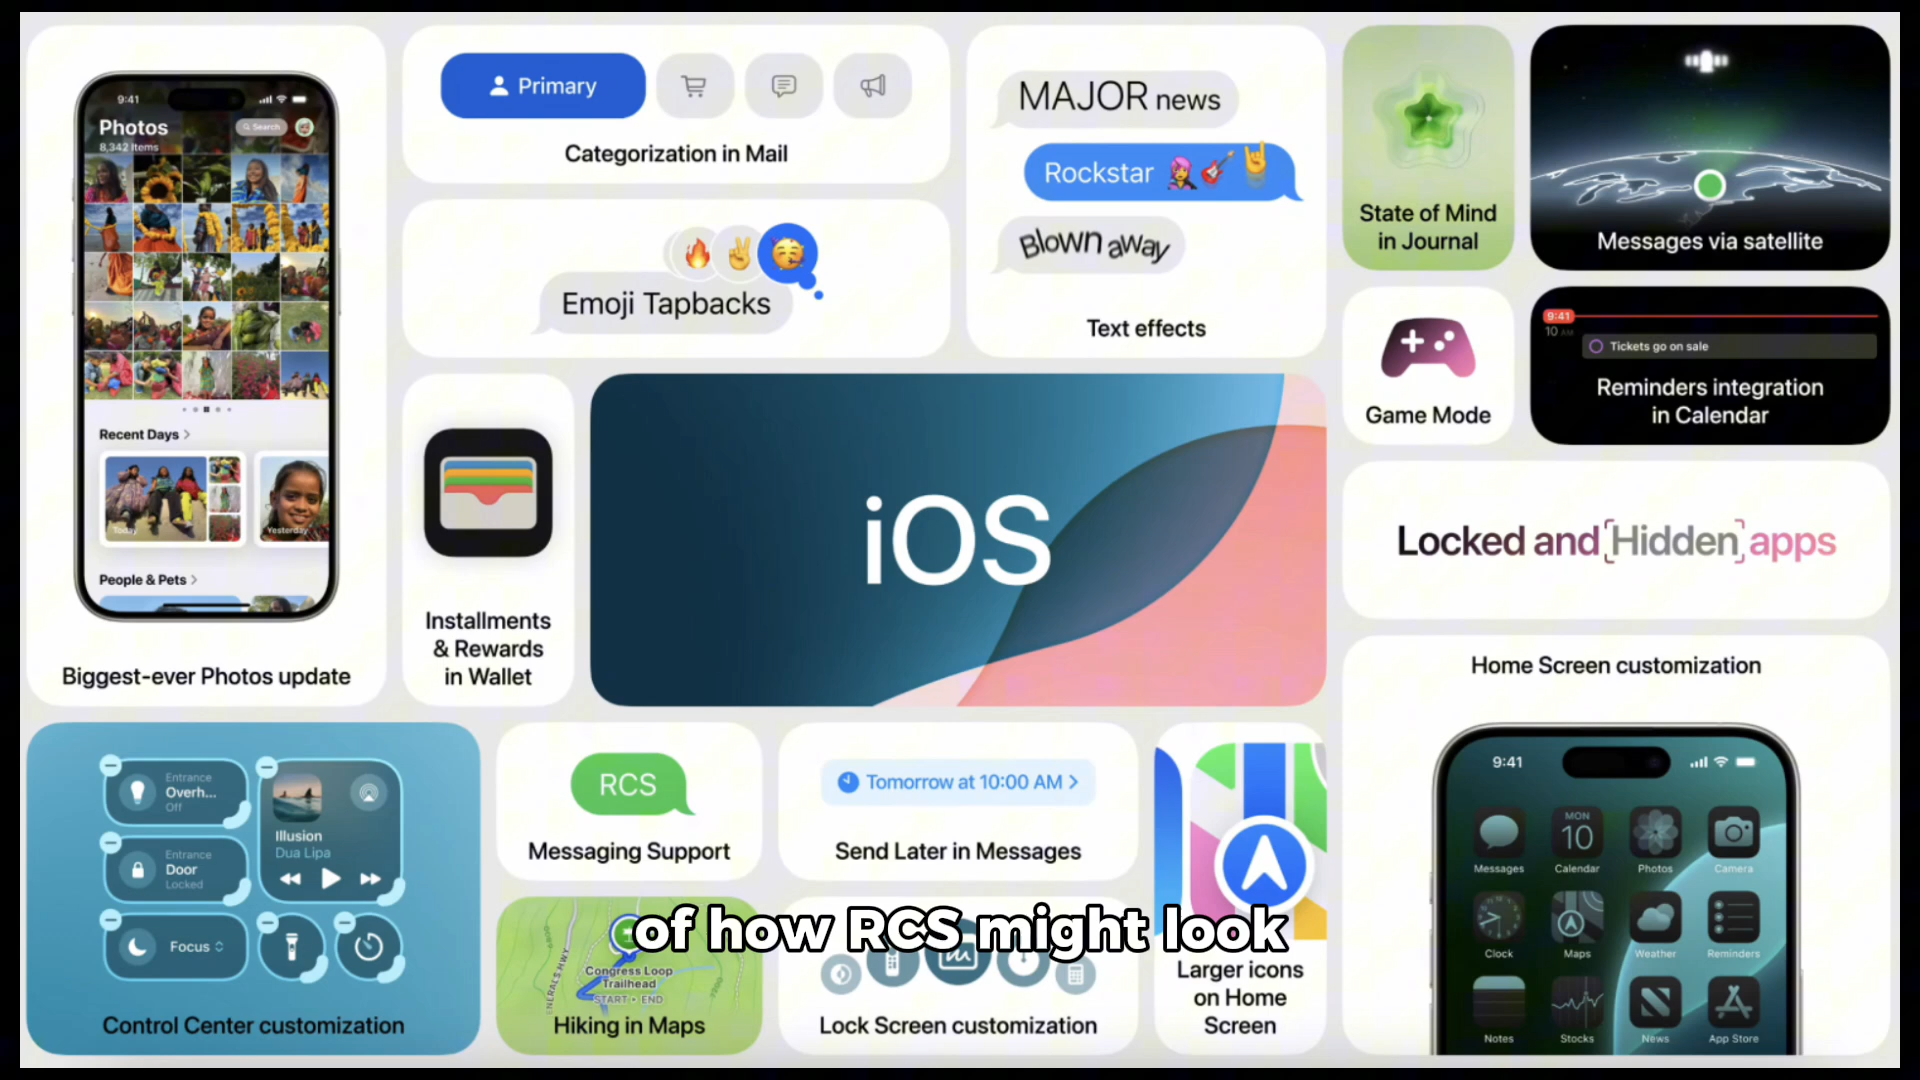 9:41
Photos
Search
8,342 Items
Recent Days >
Today
Yesterday
People & Pets >
Biggest-ever Photos update
Primary
Categorization in Mail
Emoji Tapbacks
MAJOR news
Rockstar
Blown away
Text effects
State of Mind
in Journal
Messages via satellite
Game Mode
9:41
10 AM
Tickets go on sale
Reminders integration
in Calendar
Installments
& Rewards
in Wallet
iOS
Locked and [Hidden] apps
Home Screen customization
9:41
Messages
MON
10
Calendar
Photos
Camera
Clock
Maps
Weather
Reminders
Notes
Stocks
News
App Store
Entrance
Overh...
Off
Entrance
Door
Locked
Illusion
Dua Lipa
Focus
Control Center customization
RCS
Messaging Support
Tomorrow at 10:00 AM >
Send Later in Messages
of how RCS might look
Congress Loop
Trailhead
START • END
Hiking in Maps
Lock Screen customization
Larger icons
on Home
Screen